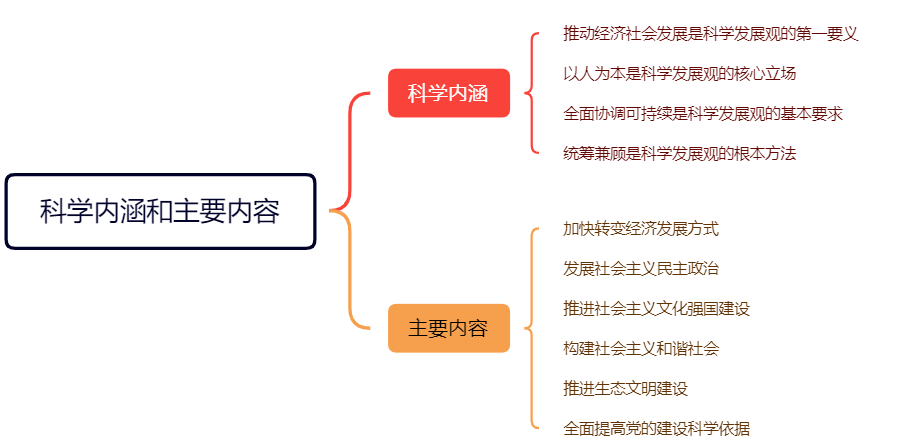 科学内涵和主要内容
科学内涵
推动经济社会发展是科学发展观的第一要义
以人为本是科学发展观的核心立场
全面协调可持续是科学发展观的基本要求
统筹兼顾是科学发展观的根本方法
主要内容
加快转变经济发展方式
发展社会主义民主政治
推进社会主义文化强国建设
构建社会主义和谐社会
推进生态文明建设
全面提高党的建设科学依据